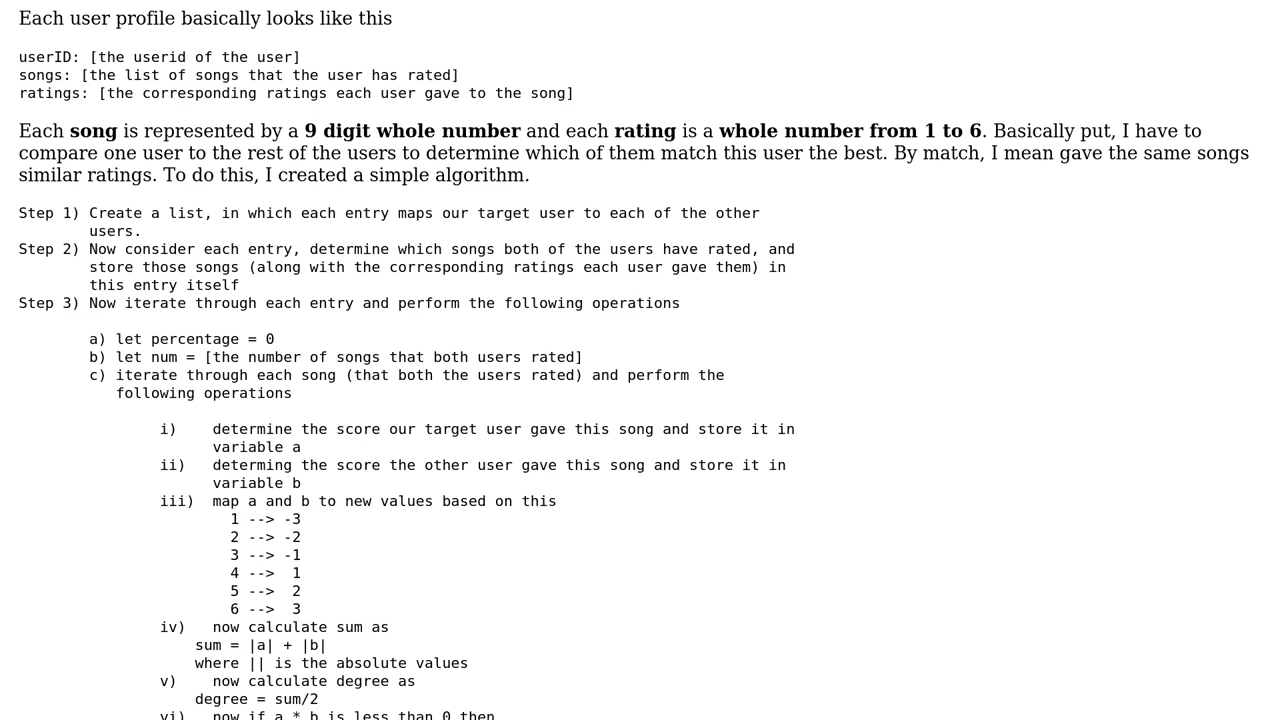 Each user profile basically looks like this
userID: [the userid of the user]
songs: [the list of songs that the user has rated]
ratings: [the corresponding ratings each user gave to the song]
Each song is represented by a 9 digit whole number and each rating is a whole number from 1 to 6. Basically put, I have to
compare one user to the rest of the users to determine which of them match this user the best. By match, I mean gave the same songs
similar ratings. To do this, I created a simple algorithm.
Step 1) Create a list, in which each entry maps our target user to each of the other
users.
Step 2) Now consider each entry, determine which songs both of the users have rated, and
store those songs (along with the corresponding ratings each user gave them) in
this entry itself
Step 3) Now iterate through each entry and perform the following operations
a) let percentage = 0
b) let num = [the number of songs that both users rated]
c) iterate through each song (that both the users rated) and perform the
following operations
i) determine the score our target user gave this song and store it in
variable a
ii) determing the score the other user gave this song and store it in
variable b
iii) map a and b to new values based on this
1 --> -3
2 --> -2
3 --> -1
4 --> 1
5 --> 2
6 --> 3
iv) now calculate sum as
sum = |a| + |b|
where || is the absolute values
v) now calculate degree as
degree = sum/2
vi) now if a * b is less than 0 then